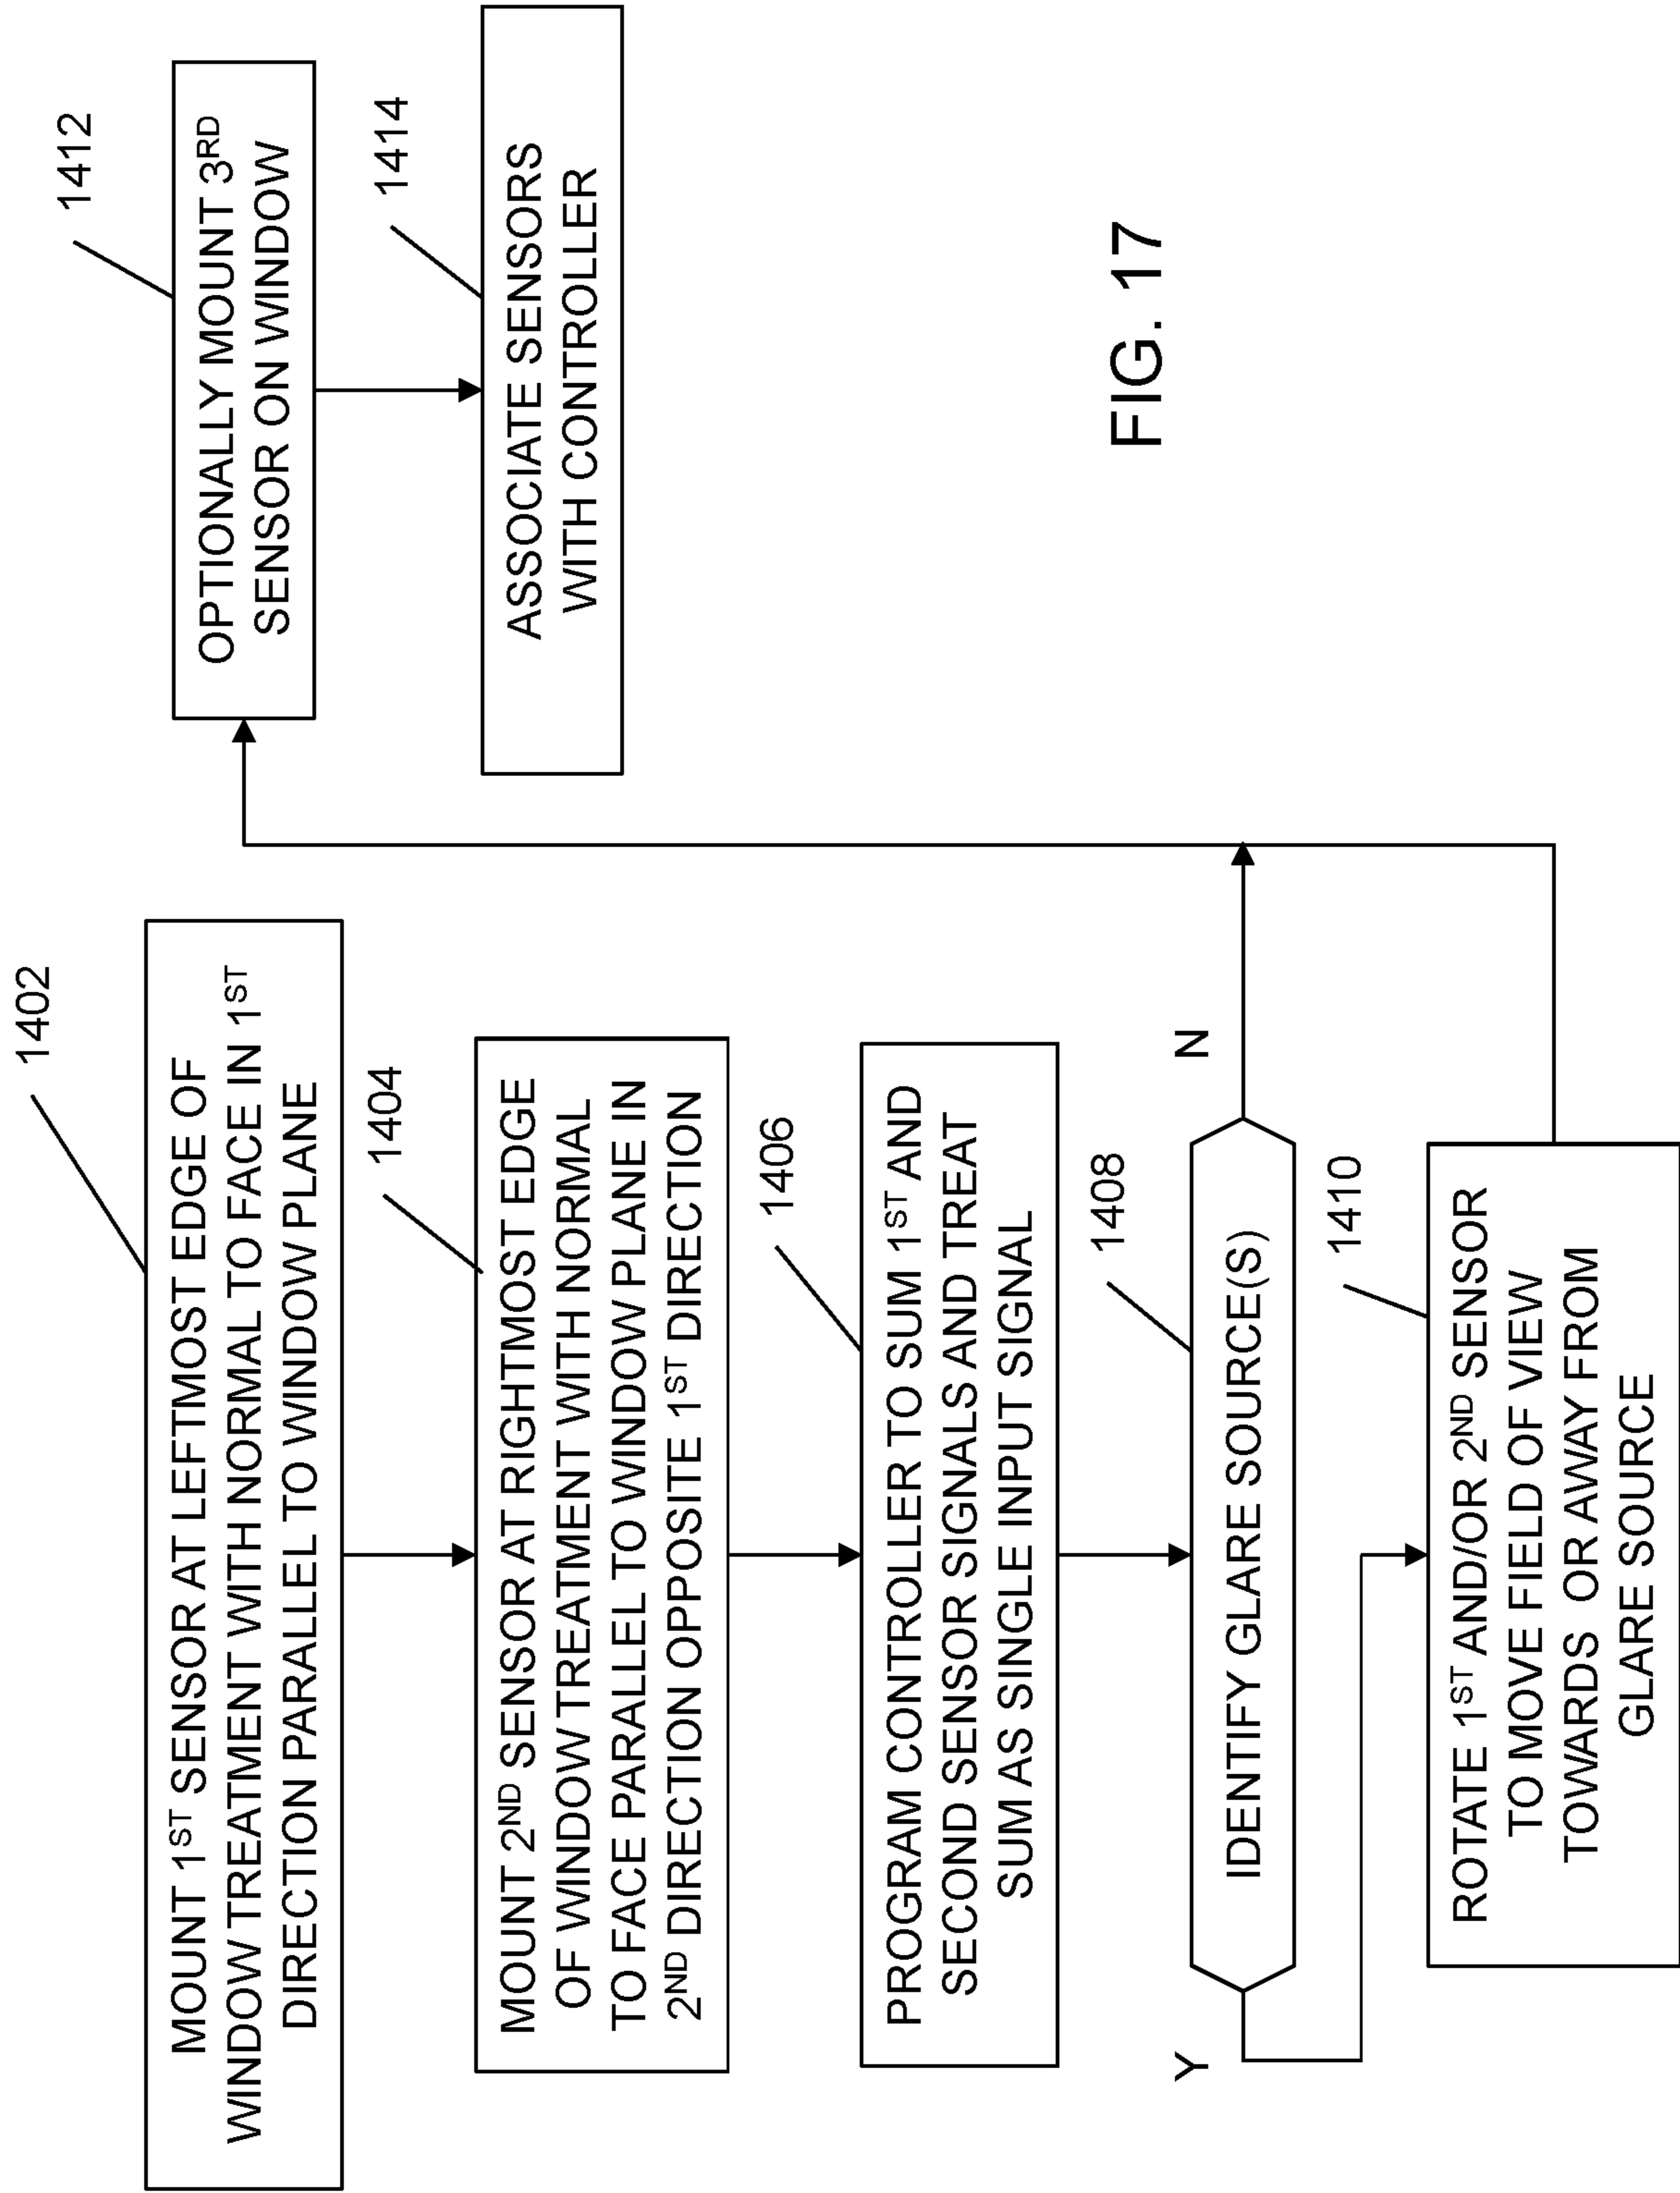 1402
MOUNT 1ST SENSOR AT LEFTMOST EDGE OF
WINDOW TREATMENT WITH NORMAL TO FACE IN 1ST
DIRECTION PARALLEL TO WINDOW PLANE
1404
MOUNT 2ND SENSOR AT RIGHTMOST EDGE
OF WINDOW TREATMENT WITH NORMAL
TO FACE PARALLEL TO WINDOW PLANE IN
2ND DIRECTION OPPOSITE 1ST DIRECTION
1406
PROGRAM CONTROLLER TO SUM 1ST AND
SECOND SENSOR SIGNALS AND TREAT
SUM AS SINGLE INPUT SIGNAL
1408
Y
N
IDENTIFY GLARE SOURCE(S)
1410
ROTATE 1ST AND/OR 2ND SENSOR
TO MOVE FIELD OF VIEW
TOWARDS OR AWAY FROM
GLARE SOURCE
1412
OPTIONALLY MOUNT 3RD
SENSOR ON WINDOW
1414
ASSOCIATE SENSORS
WITH CONTROLLER
FIG. 17